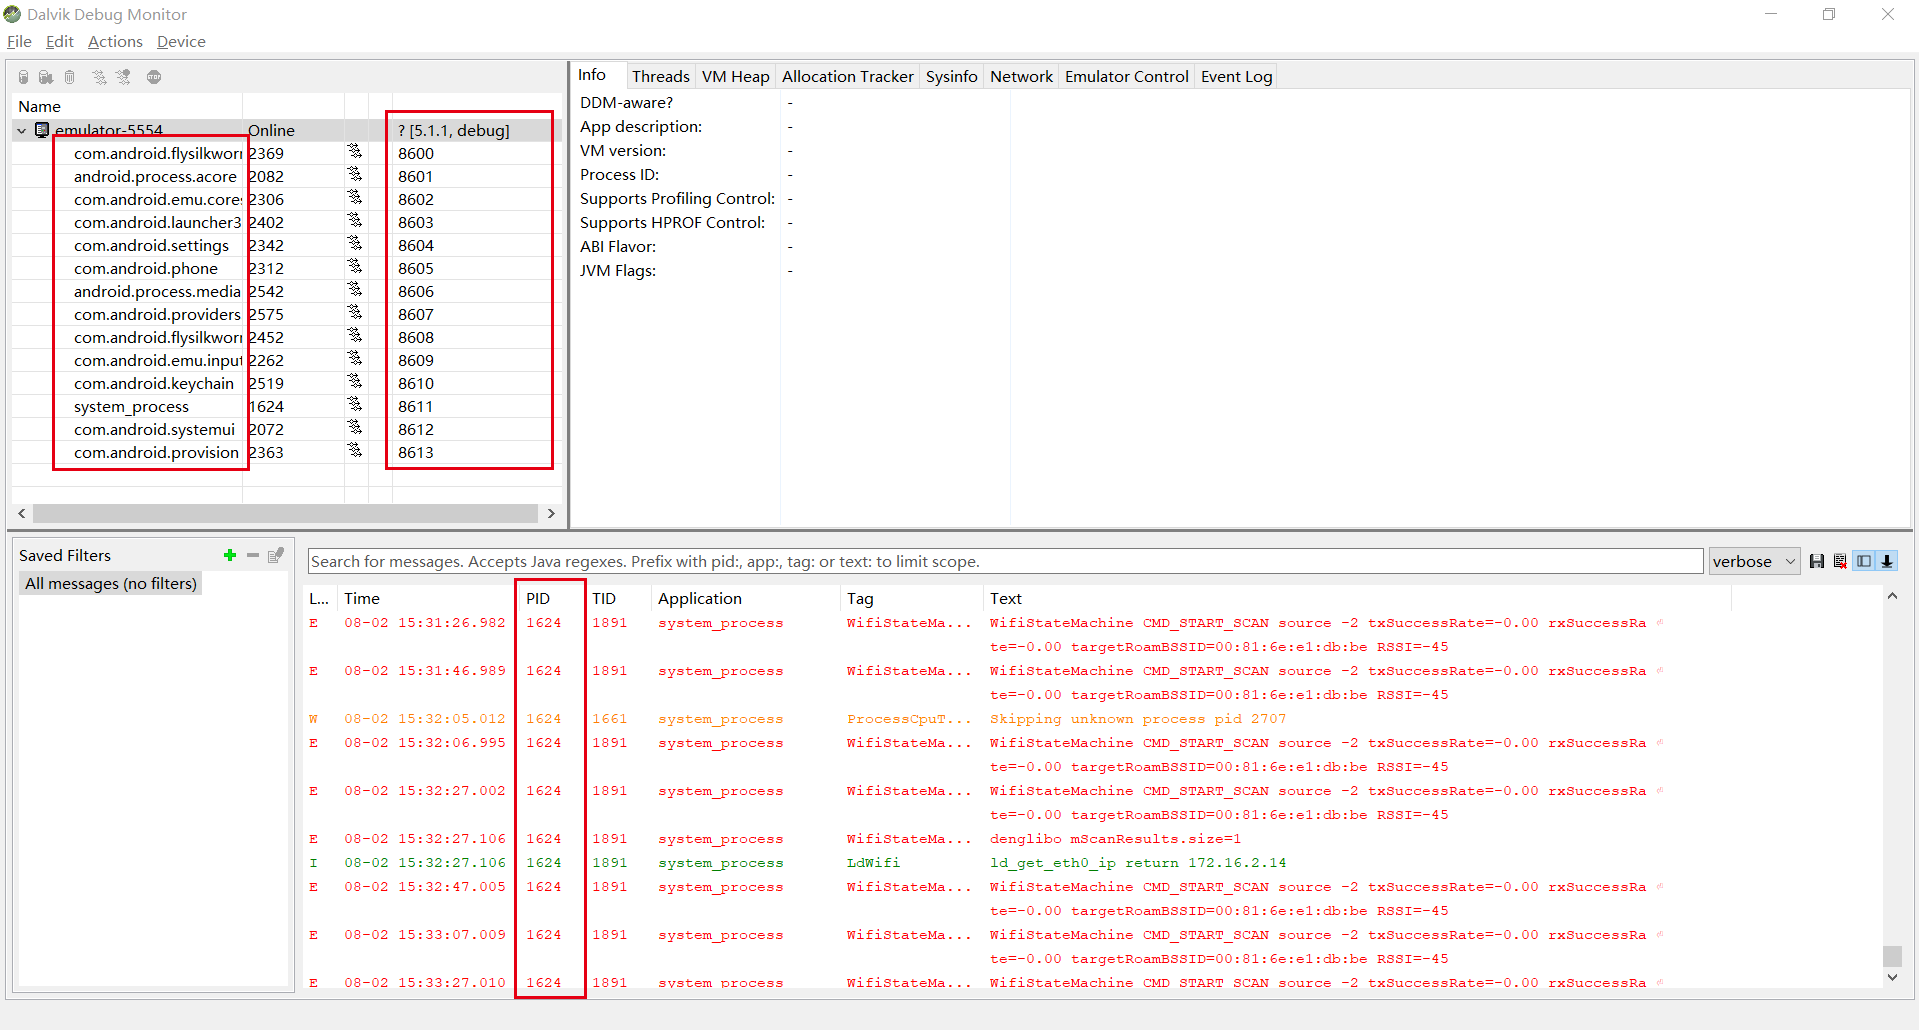 Dalvik Debug Monitor
File Edit Actions Device
Name
emulator-5554 Online ? [5.1.1, debug]
com.android.flysilkwor 2369 8600
android.process.acore 2082 8601
com.android.emu.core 2306 8602
com.android.launcher3 2402 8603
com.android.settings 2342 8604
com.android.phone 2312 8605
android.process.media 2542 8606
com.android.providers 2575 8607
com.android.flysilkwor 2452 8608
com.android.emu.input 2262 8609
com.android.keychain 2519 8610
system_process 1624 8611
com.android.systemui 2072 8612
com.android.provision 2363 8613
Info Threads VM Heap Allocation Tracker Sysinfo Network Emulator Control Event Log
DDM-aware? -
App description: -
VM version: -
Process ID: -
Supports Profiling Control: -
Supports HPROF Control: -
ABI Flavor: -
JVM Flags: -
Saved Filters
All messages (no filters)
Search for messages. Accepts Java regexes. Prefix with pid:, app:, tag: or text: to limit scope.
verbose
L... Time PID TID Application Tag Text
E 08-02 15:31:26.982 1624 1891 system_process WifiStateMa... WifiStateMachine CMD_START_SCAN source -2 txSuccessRate=-0.00 rxSuccessRa
te=-0.00 targetRoamBSSID=00:81:6e:e1:db:be RSSI=-45
E 08-02 15:31:46.989 1624 1891 system_process WifiStateMa... WifiStateMachine CMD_START_SCAN source -2 txSuccessRate=-0.00 rxSuccessRa
te=-0.00 targetRoamBSSID=00:81:6e:e1:db:be RSSI=-45
W 08-02 15:32:05.012 1624 1661 system_process ProcessCpuT... Skipping unknown process pid 2707
E 08-02 15:32:06.995 1624 1891 system_process WifiStateMa... WifiStateMachine CMD_START_SCAN source -2 txSuccessRate=-0.00 rxSuccessRa
te=-0.00 targetRoamBSSID=00:81:6e:e1:db:be RSSI=-45
E 08-02 15:32:27.002 1624 1891 system_process WifiStateMa... WifiStateMachine CMD_START_SCAN source -2 txSuccessRate=-0.00 rxSuccessRa
te=-0.00 targetRoamBSSID=00:81:6e:e1:db:be RSSI=-45
E 08-02 15:32:27.106 1624 1891 system_process WifiStateMa... denglibo mScanResults.size=1
I 08-02 15:32:27.106 1624 1891 system_process LdWifi ld_get_eth0_ip return 172.16.2.14
E 08-02 15:32:47.005 1624 1891 system_process WifiStateMa... WifiStateMachine CMD_START_SCAN source -2 txSuccessRate=-0.00 rxSuccessRa
te=-0.00 targetRoamBSSID=00:81:6e:e1:db:be RSSI=-45
E 08-02 15:33:07.009 1624 1891 system_process WifiStateMa... WifiStateMachine CMD_START_SCAN source -2 txSuccessRate=-0.00 rxSuccessRa
te=-0.00 targetRoamBSSID=00:81:6e:e1:db:be RSSI=-45
E 08-02 15:33:27.010 1624 1891 system_process WifiStateMa... WifiStateMachine CMD_START_SCAN source -2 txSuccessRate=-0.00 rxSuccessRa